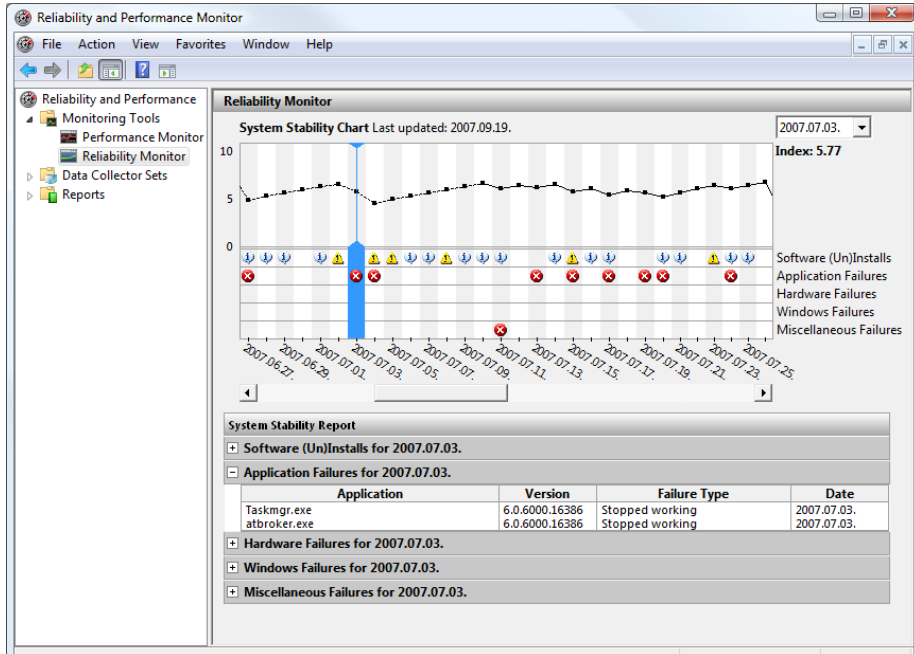 Reliability and Performance Monitor
File Action View Favorites Window Help
Reliability and Performance
Monitoring Tools
Performance Monitor
Reliability Monitor
Data Collector Sets
Reports
Reliability Monitor
System Stability Chart Last updated: 2007.09.19.
2007.07.03.
Index: 5.77
10
5
0
Software (Un)Installs
Application Failures
Hardware Failures
Windows Failures
Miscellaneous Failures
2007.06.27. 2007.06.29. 2007.07.01. 2007.07.03. 2007.07.05. 2007.07.07. 2007.07.09. 2007.07.11. 2007.07.13. 2007.07.15. 2007.07.17. 2007.07.19. 2007.07.21. 2007.07.23. 2007.07.25.
System Stability Report
Software (Un)Installs for 2007.07.03.
Application Failures for 2007.07.03.
Application Version Failure Type Date
Taskmgr.exe 6.0.6000.16386 Stopped working 2007.07.03.
atbroker.exe 6.0.6000.16386 Stopped working 2007.07.03.
Hardware Failures for 2007.07.03.
Windows Failures for 2007.07.03.
Miscellaneous Failures for 2007.07.03.